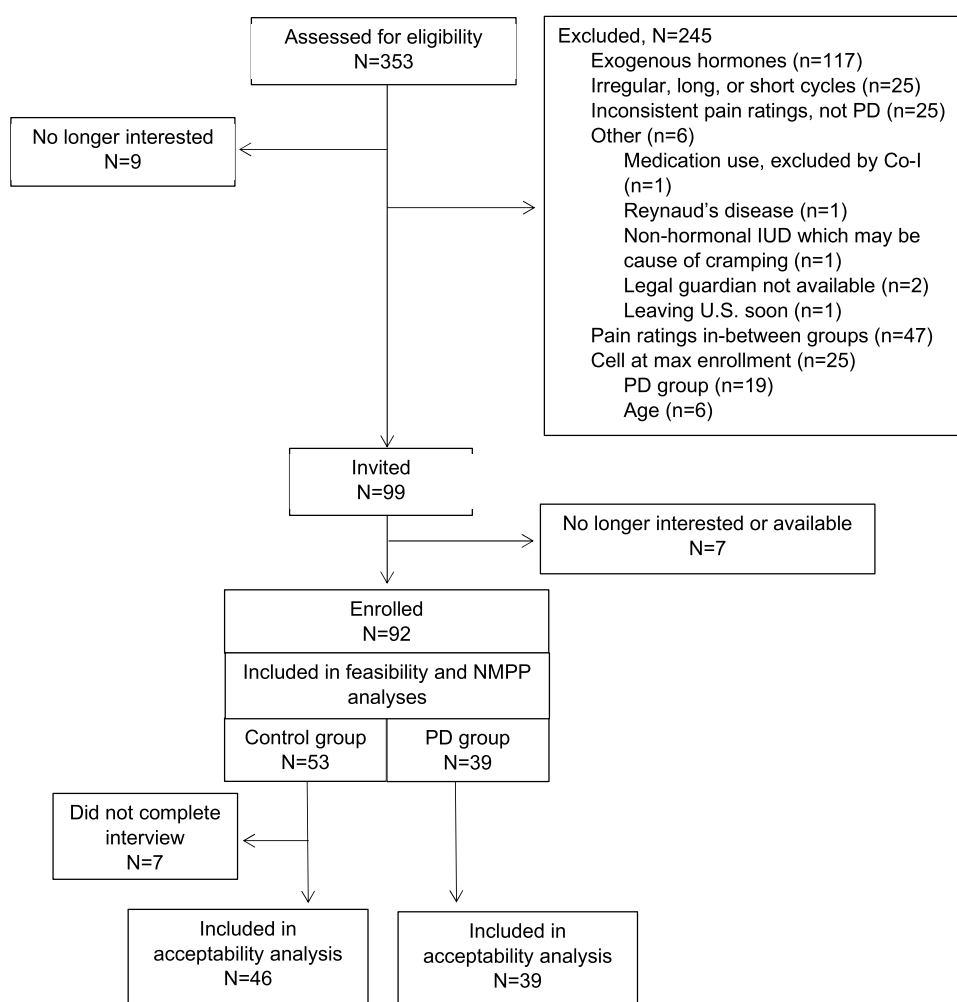 Assessed for eligibility
N=353
Excluded, N=245
Exogenous hormones (n=117)
Irregular, long, or short cycles (n=25)
Inconsistent pain ratings, not PD (n=25)
Other (n=6)
Medication use, excluded by Co-I
(n=1)
Reynaud’s disease (n=1)
Non-hormonal IUD which may be
cause of cramping (n=1)
Legal guardian not available (n=2)
Leaving U.S. soon (n=1)
Pain ratings in-between groups (n=47)
Cell at max enrollment (n=25)
PD group (n=19)
Age (n=6)
No longer interested
N=9
Invited
N=99
No longer interested or available
N=7
Enrolled
N=92
Included in feasibility and NMPP
analyses
Control group
N=53
PD group
N=39
Did not complete
interview
N=7
Included in
acceptability analysis
N=46
Included in
acceptability analysis
N=39